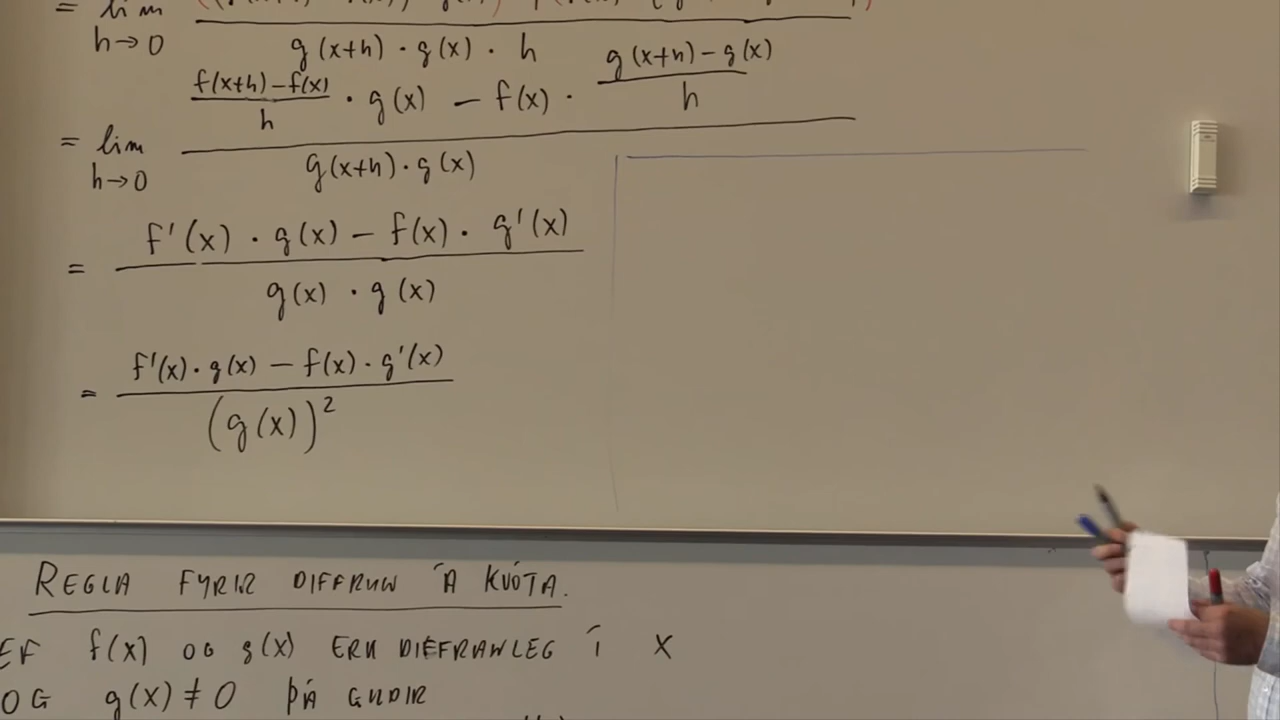 = lim
h→0
g(x+h) · g(x) · h
= lim h→0 ((f(x+h)−f(x))/h · g(x) − f(x) · (g(x+h)−g(x))/h) / (g(x+h)·g(x))
= (f'(x) · g(x) − f(x) · g'(x)) / (g(x) · g(x))
= (f'(x)·g(x) − f(x)·g'(x)) / (g(x))²
REGLA FYRIR DIFFRUN Á KVÓTA.
EF f(x) OG g(x) ERU DIFFRANLEG Í X
OG g(x) ≠ 0 ÞÁ GILDIR